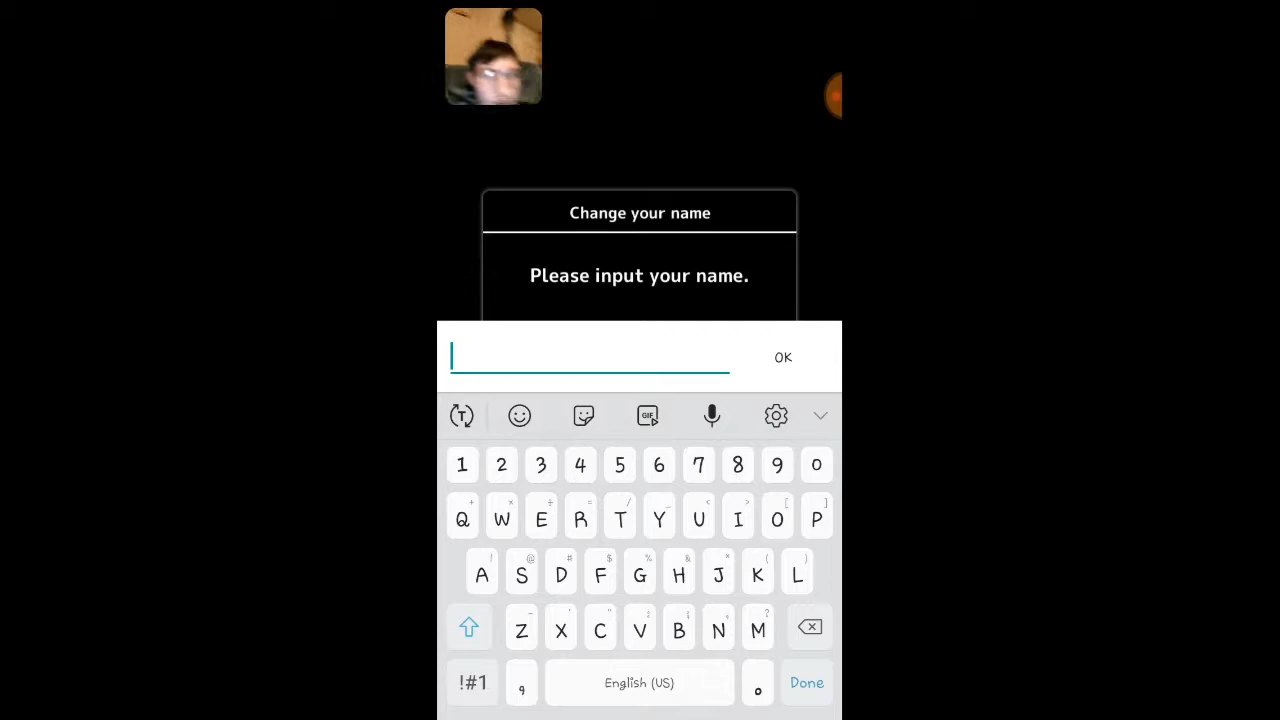 Change your name
Please input your name.
OK
T
GIF
1 2 3 4 5 6 7 8 9 0
+ × ÷ = / _ < > [ ]
Q W E R T Y U I O P
! @ # $ % & * ( )
A S D F G H J K L
- ' " : ; , ?
Z X C V B N M
!#1 , English (US) . Done